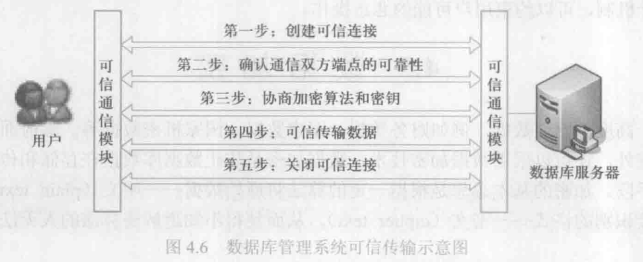 第一步：创建可信连接
第二步：确认通信双方端点的可靠性
第三步：协商加密算法和密钥
第四步：可信传输数据
第五步：关闭可信连接
可信通信模块
可信通信模块
用户
数据库服务器
图 4.6 数据库管理系统可信传输示意图